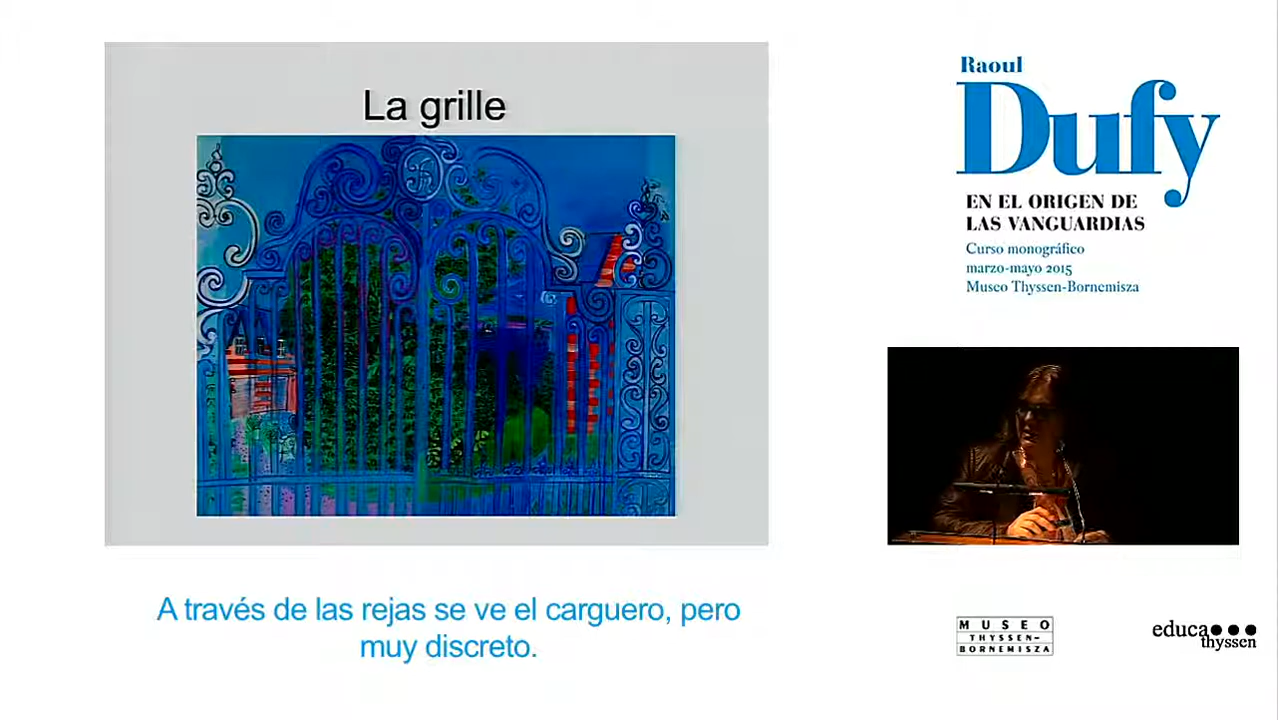 La grille
Raoul
Dufy
EN EL ORIGEN DE
LAS VANGUARDIAS
Curso monográfico
marzo-mayo 2015
Museo Thyssen-Bornemisza
A través de las rejas se ve el carguero, pero
muy discreto.
MUSEO
THYSSEN-
BORNEMISZA
educa
thyssen